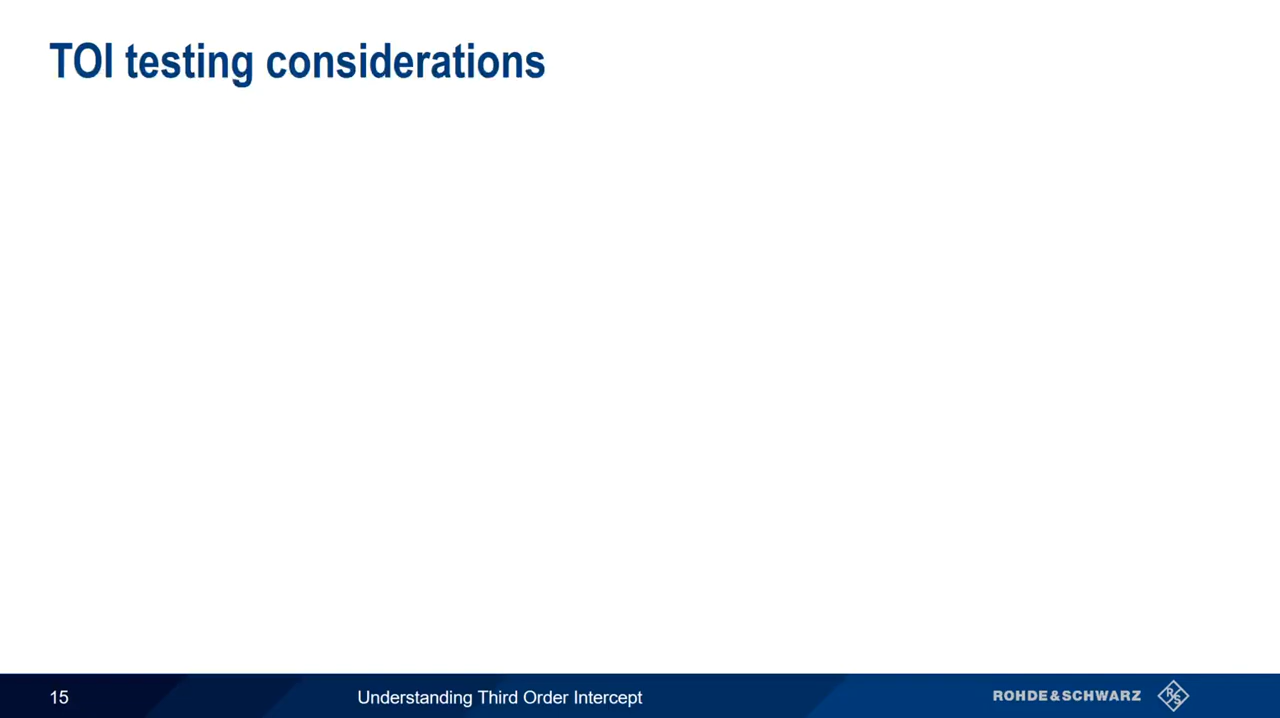 TOI testing considerations
15
Understanding Third Order Intercept
ROHDE&SCHWARZ
R
S